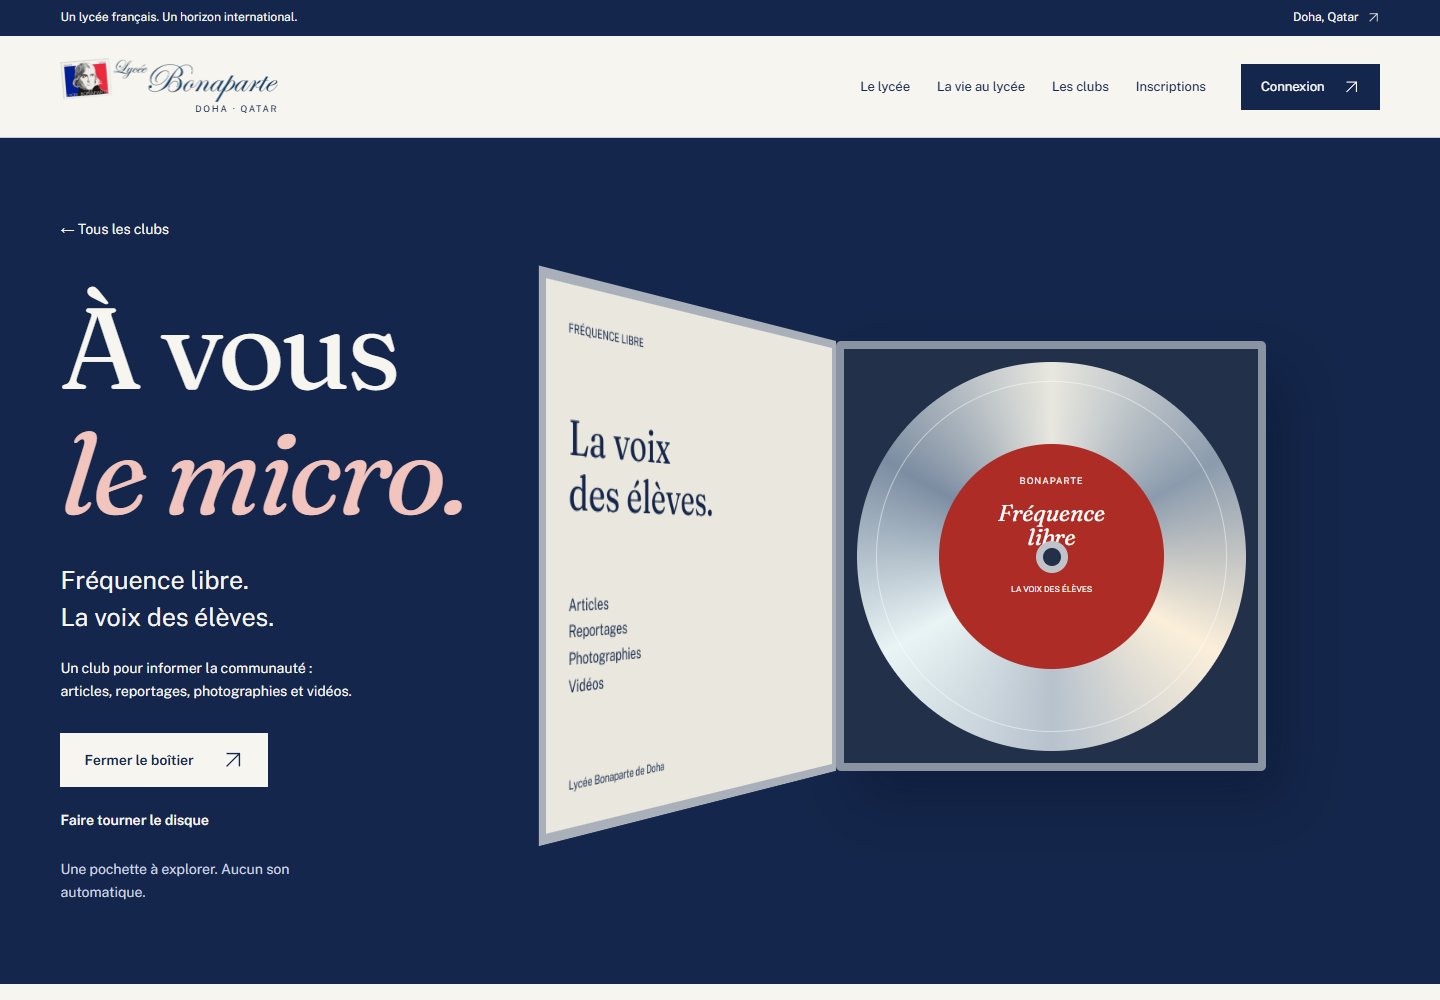 Un lycée français. Un horizon international.
Doha, Qatar
Lycée Bonaparte
DOHA · QATAR
Le lycée
La vie au lycée
Les clubs
Inscriptions
Connexion
← Tous les clubs
À vous
le micro.
Fréquence libre.
La voix des élèves.
Un club pour informer la communauté :
articles, reportages, photographies et vidéos.
Fermer le boîtier
Faire tourner le disque
Une pochette à explorer. Aucun son
automatique.
FRÉQUENCE LIBRE
La voix
des élèves.
Articles
Reportages
Photographies
Vidéos
Lycée Bonaparte de Doha
BONAPARTE
Fréquence
libre
LA VOIX DES ÉLÈVES